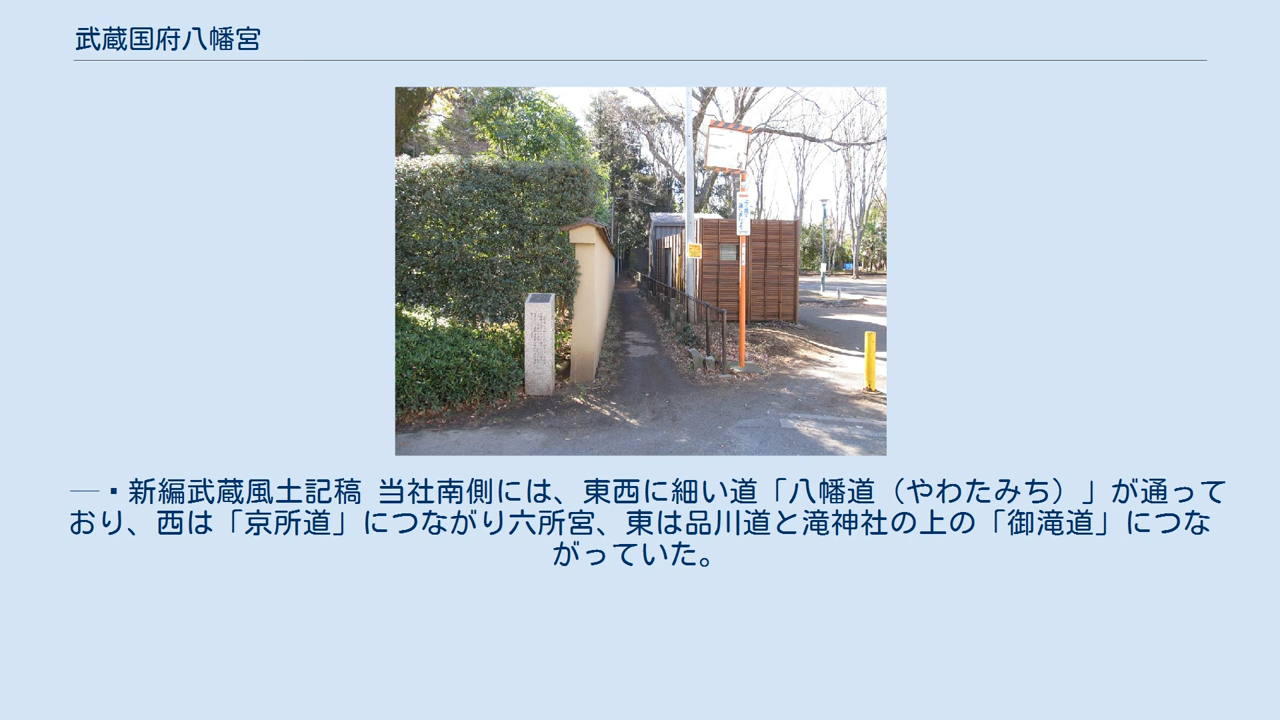 武蔵国府八幡宮
―・新編武蔵風土記稿 当社南側には、東西に細い道「八幡道（やわたみち）」が通って
おり、西は「京所道」につながり六所宮、東は品川道と滝神社の上の「御滝道」につな
がっていた。